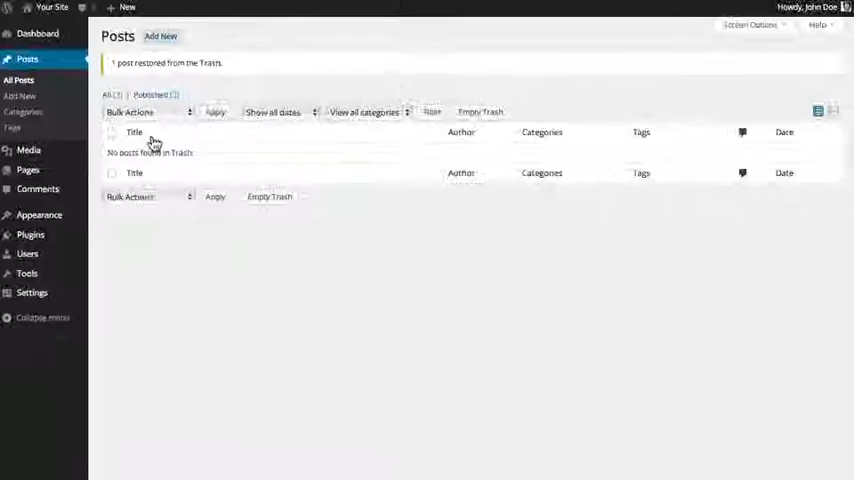 Your Site
New
Howdy, John Doe
Dashboard
Posts
All Posts
Add New
Categories
Tags
Media
Pages
Comments
Appearance
Plugins
Users
Tools
Settings
Collapse menu
Posts Add New
Screen Options Help
1 post restored from the Trash.
All (3) | Published (3)
Bulk Actions Apply Show all dates View all categories Filter Empty Trash
Title Author Categories Tags Date
No posts found in Trash.
Title Author Categories Tags Date
Bulk Actions Apply Empty Trash